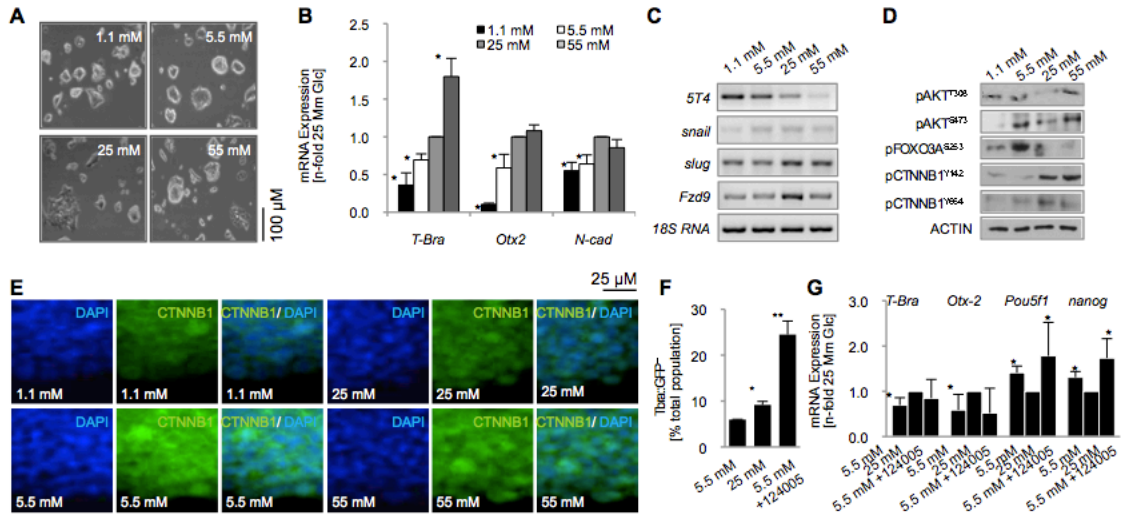 A
1.1 mM
5.5 mM
25 mM
55 mM
100 µM
B
mRNA Expression
[n-fold 25 Mm Glc]
2.5
2.0
1.5
1.0
0.5
0.0
1.1 mM
5.5 mM
25 mM
55 mM
* * * * * * *
T-Bra
Otx2
N-cad
C
1.1 mM
5.5 mM
25 mM
55 mM
5T4
snail
slug
Fzd9
18S RNA
D
1.1 mM
5.5 mM
25 mM
55 mM
pAKT
pAKT
pFOXO3A
pCTNNB1
pCTNNB1
ACTIN
E
25 µM
DAPI
CTNNB1
CTNNB1/ DAPI
DAPI
CTNNB1
CTNNB1/ DAPI
1.1 mM
1.1 mM
1.1 mM
25 mM
25 mM
25 mM
DAPI
CTNNB1
CTNNB1/ DAPI
DAPI
CTNNB1
CTNNB1/ DAPI
5.5 mM
5.5 mM
5.5 mM
55 mM
55 mM
55 mM
F
Tbra::GFP
[% total population]
30
20
10
0
*
**
5.5 mM
25 mM
5.5 mM
+124005
G
mRNA Expression
[n-fold 25 Mm Glc]
3.0
2.0
1.0
0.0
T-Bra
Otx-2
Pou5f1
nanog
* * * * * *
5.5 mM
25 mM
5.5 mM +124005
5.5 mM
25 mM
5.5 mM +124005
5.5 mM
25 mM
5.5 mM +124005
5.5 mM
25 mM
5.5 mM +124005